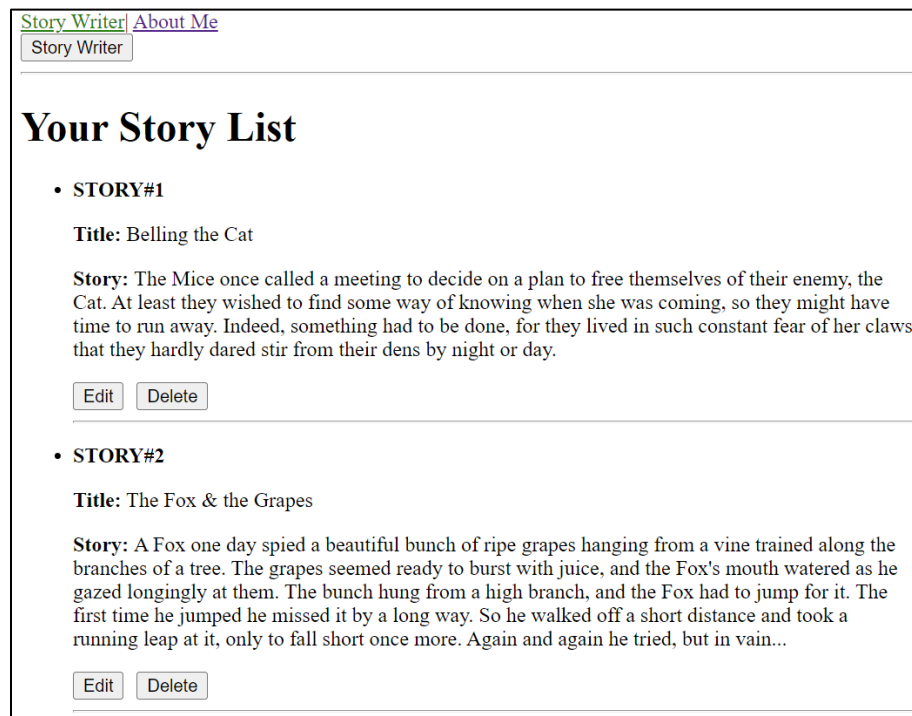 Story Writer| About Me
Story Writer
Your Story List
• STORY#1
Title: Belling the Cat
Story: The Mice once called a meeting to decide on a plan to free themselves of their enemy, the
Cat. At least they wished to find some way of knowing when she was coming, so they might have
time to run away. Indeed, something had to be done, for they lived in such constant fear of her claws
that they hardly dared stir from their dens by night or day.
Edit Delete
• STORY#2
Title: The Fox & the Grapes
Story: A Fox one day spied a beautiful bunch of ripe grapes hanging from a vine trained along the
branches of a tree. The grapes seemed ready to burst with juice, and the Fox's mouth watered as he
gazed longingly at them. The bunch hung from a high branch, and the Fox had to jump for it. The
first time he jumped he missed it by a long way. So he walked off a short distance and took a
running leap at it, only to fall short once more. Again and again he tried, but in vain...
Edit Delete